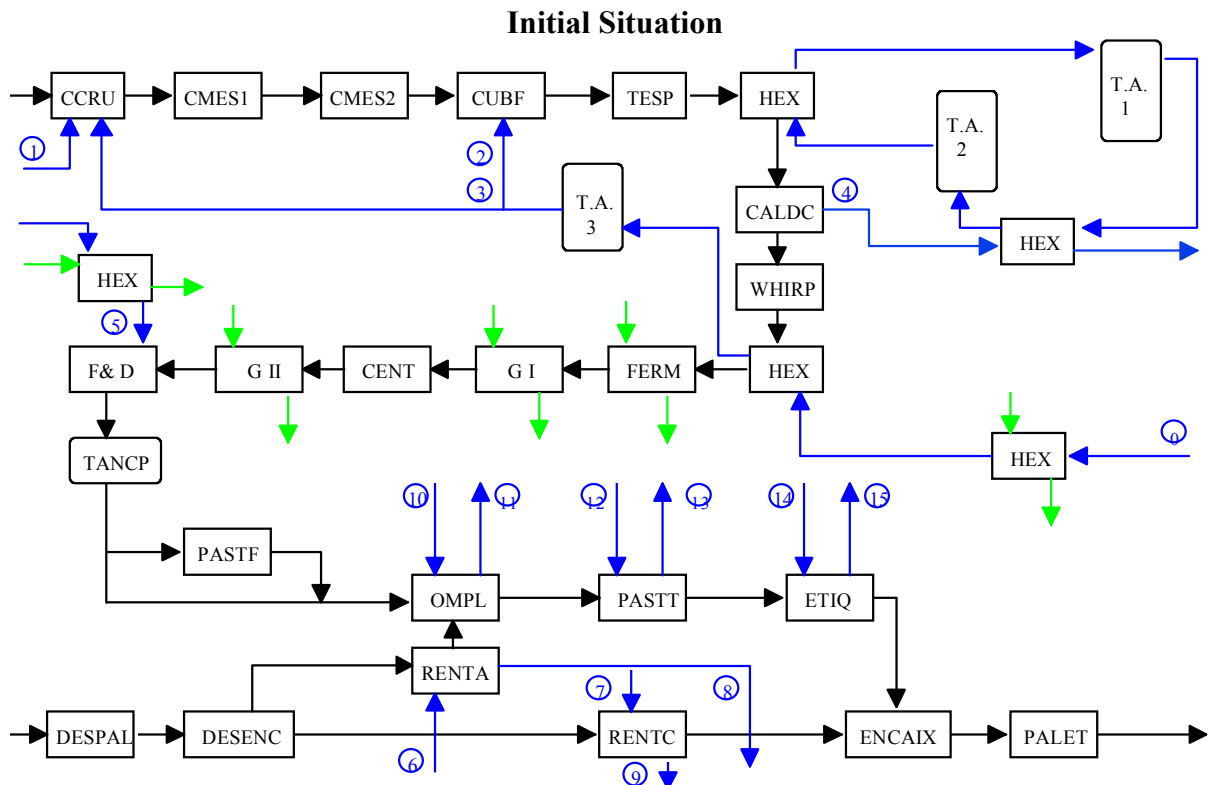 Initial Situation
CCRU
CMES1
CMES2
CUBF
TESP
HEX
T.A.
1
T.A.
2
1
2
3
T.A.
3
CALDC
4
HEX
HEX
WHIRP
5
F& D
G II
CENT
G I
FERM
HEX
0
HEX
TANCP
10
11
12
13
14
15
PASTF
OMPL
PASTT
ETIQ
RENTA
7
8
DESPAL
DESENC
RENTC
ENCAIX
PALET
6
9